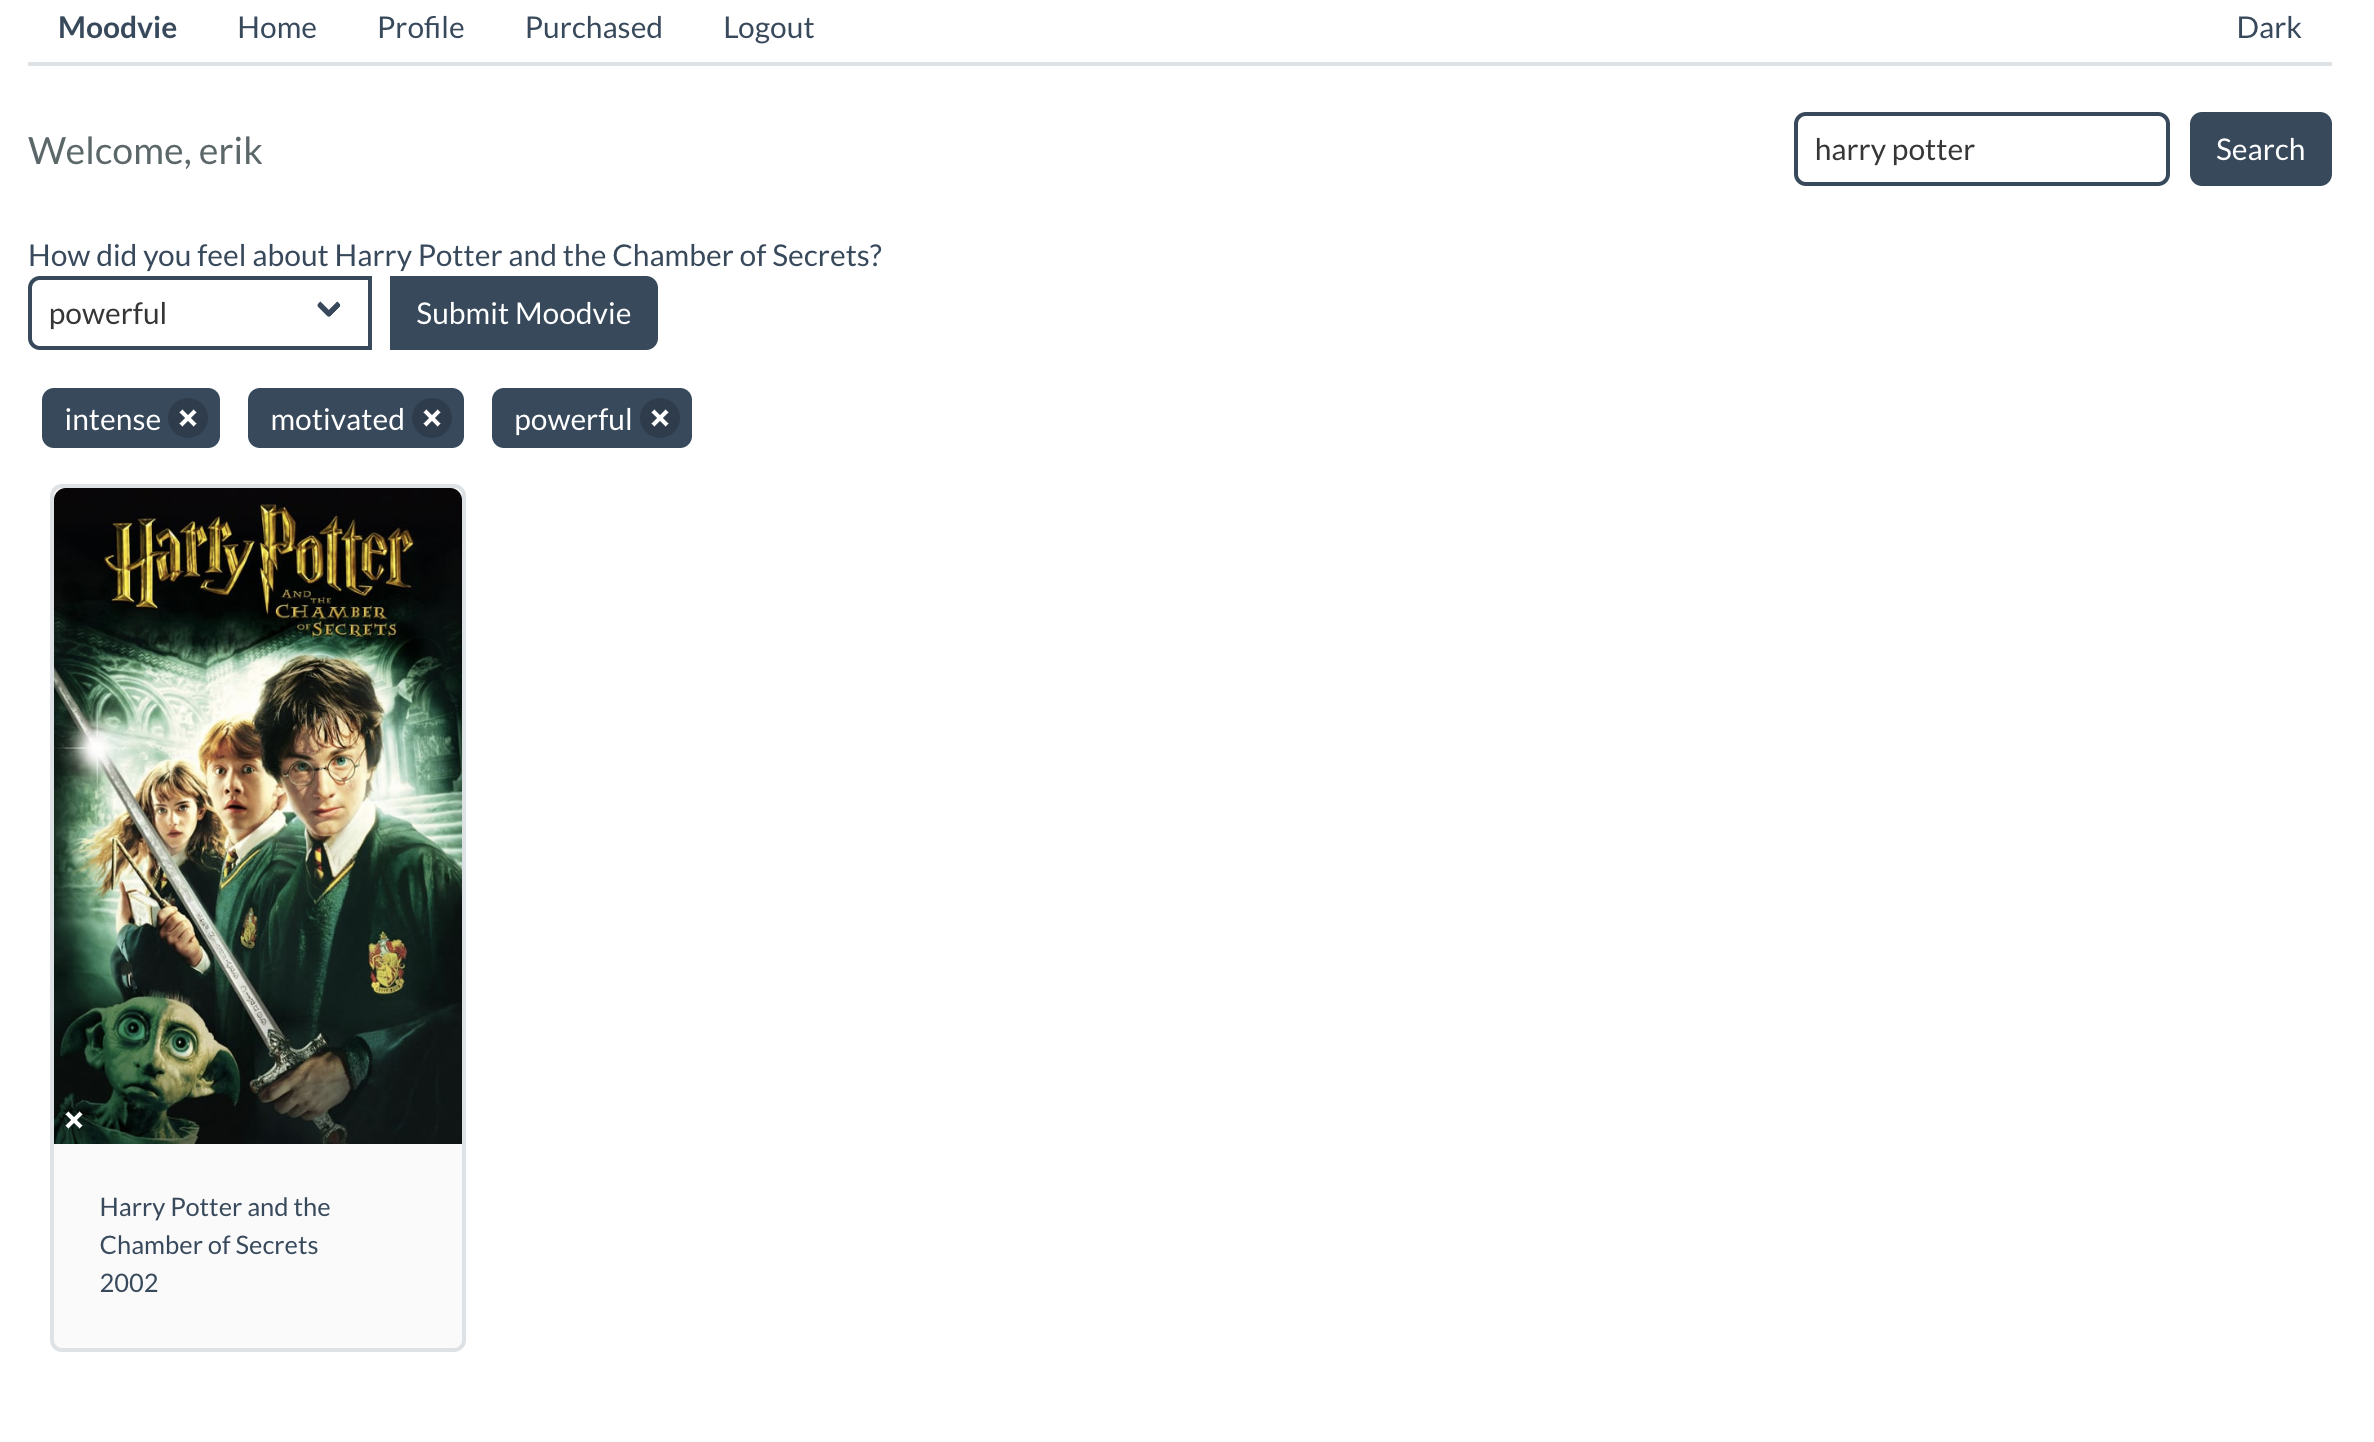 Moodvie Home Profile Purchased Logout Dark
Welcome, erik
harry potter Search
How did you feel about Harry Potter and the Chamber of Secrets?
powerful Submit Moodvie
intense motivated powerful
Harry Potter
AND THE
CHAMBER
OF SECRETS
Harry Potter and the
Chamber of Secrets
2002